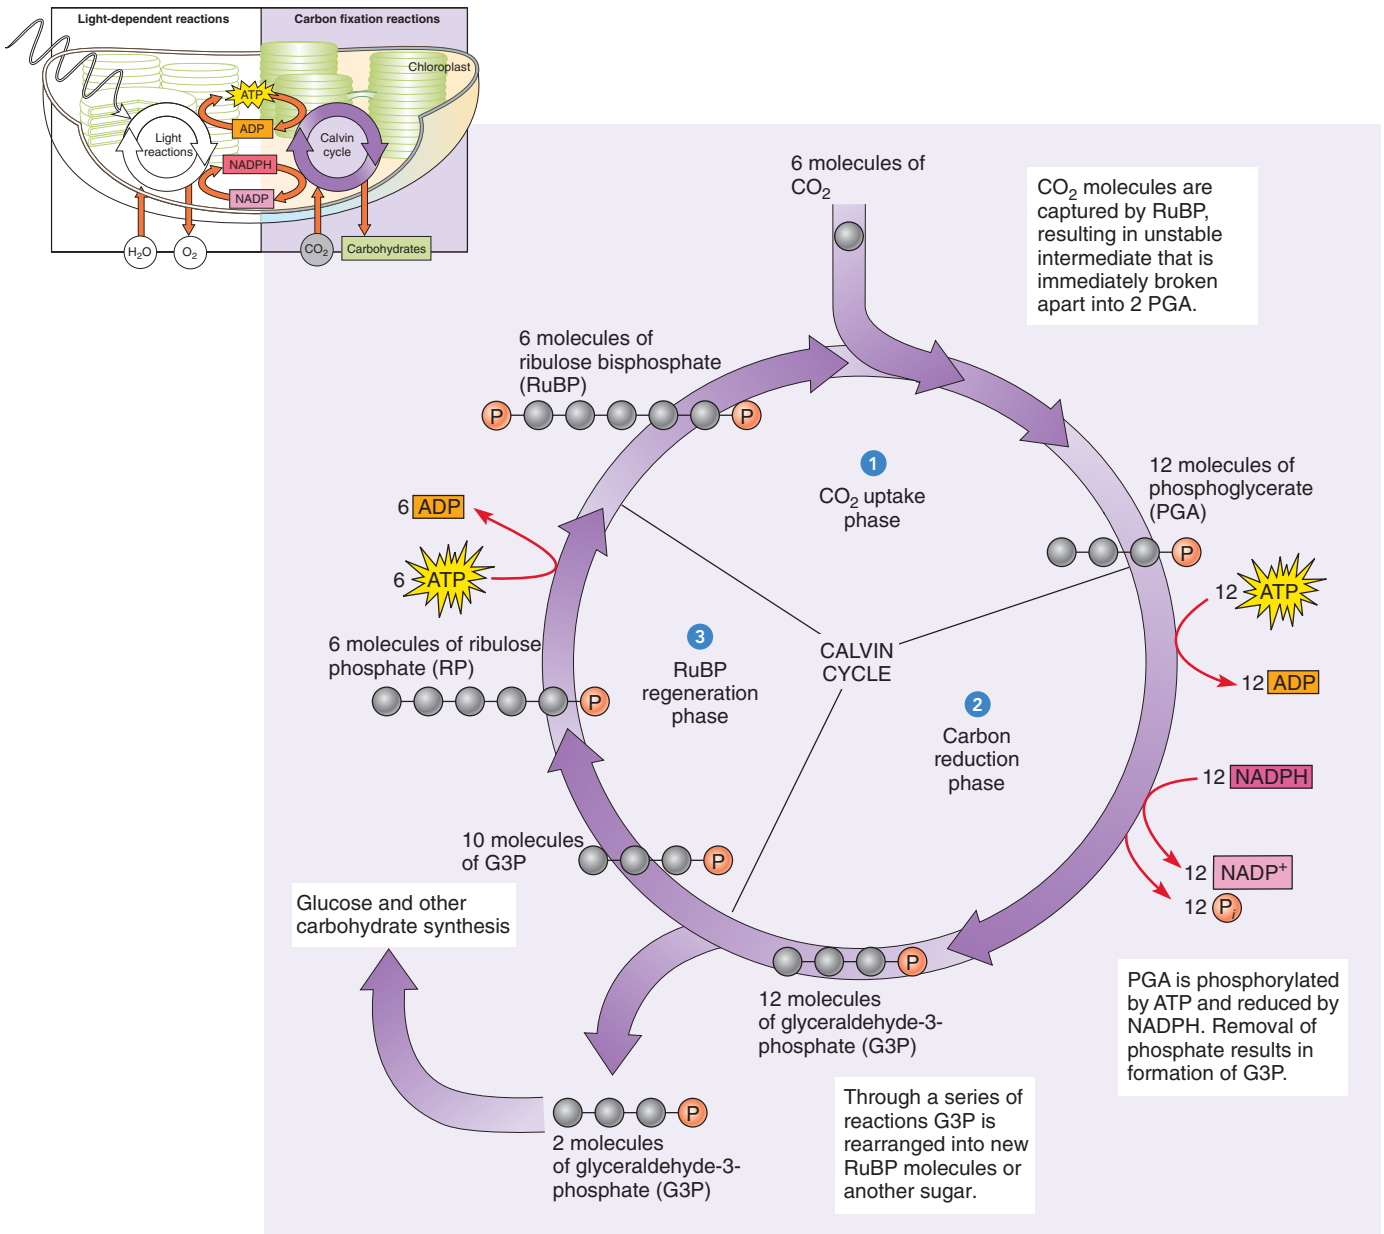 Light-dependent reactions
Carbon fixation reactions
Chloroplast
ATP
Light
reactions
ADP
Calvin
cycle
NADPH
NADP
H2O
O2
CO2
Carbohydrates
6 molecules of
CO2
CO2 molecules are
captured by RuBP,
resulting in unstable
intermediate that is
immediately broken
apart into 2 PGA.
6 molecules of
ribulose bisphosphate
(RuBP)
P
P
1
CO2 uptake
phase
12 molecules of
phosphoglycerate
(PGA)
P
6 ADP
6 ATP
12 ATP
12 ADP
6 molecules of ribulose
phosphate (RP)
P
3
RuBP
regeneration
phase
CALVIN
CYCLE
2
Carbon
reduction
phase
12 NADPH
12 NADP+
12 Pi
10 molecules
of G3P
P
Glucose and other
carbohydrate synthesis
P
12 molecules
of glyceraldehyde-3-
phosphate (G3P)
PGA is phosphorylated
by ATP and reduced by
NADPH. Removal of
phosphate results in
formation of G3P.
Through a series of
reactions G3P is
rearranged into new
RuBP molecules or
another sugar.
P
2 molecules
of glyceraldehyde-3-
phosphate (G3P)